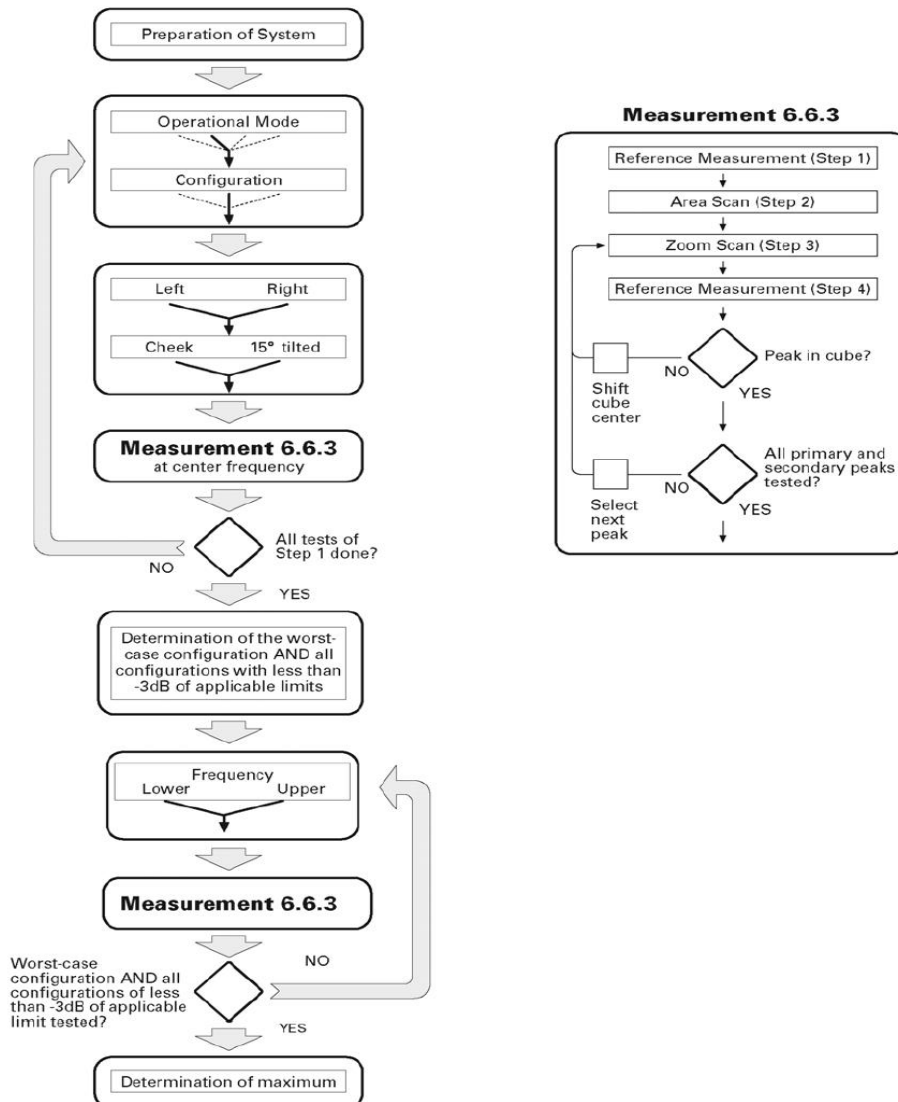 Preparation of System
Operational Mode
Configuration
Left Right
Cheek 15° tilted
Measurement 6.6.3
at center frequency
All tests of
Step 1 done?
NO
YES
Determination of the worst-
case configuration AND all
configurations with less than
-3dB of applicable limits
Frequency
Lower Upper
Measurement 6.6.3
Worst-case
configuration AND all
configurations of less
than -3dB of applicable
limit tested?
NO
YES
Determination of maximum
Measurement 6.6.3
Reference Measurement (Step 1)
Area Scan (Step 2)
Zoom Scan (Step 3)
Reference Measurement (Step 4)
Peak in cube?
NO
YES
Shift
cube
center
All primary and
secondary peaks
tested?
NO
YES
Select
next
peak